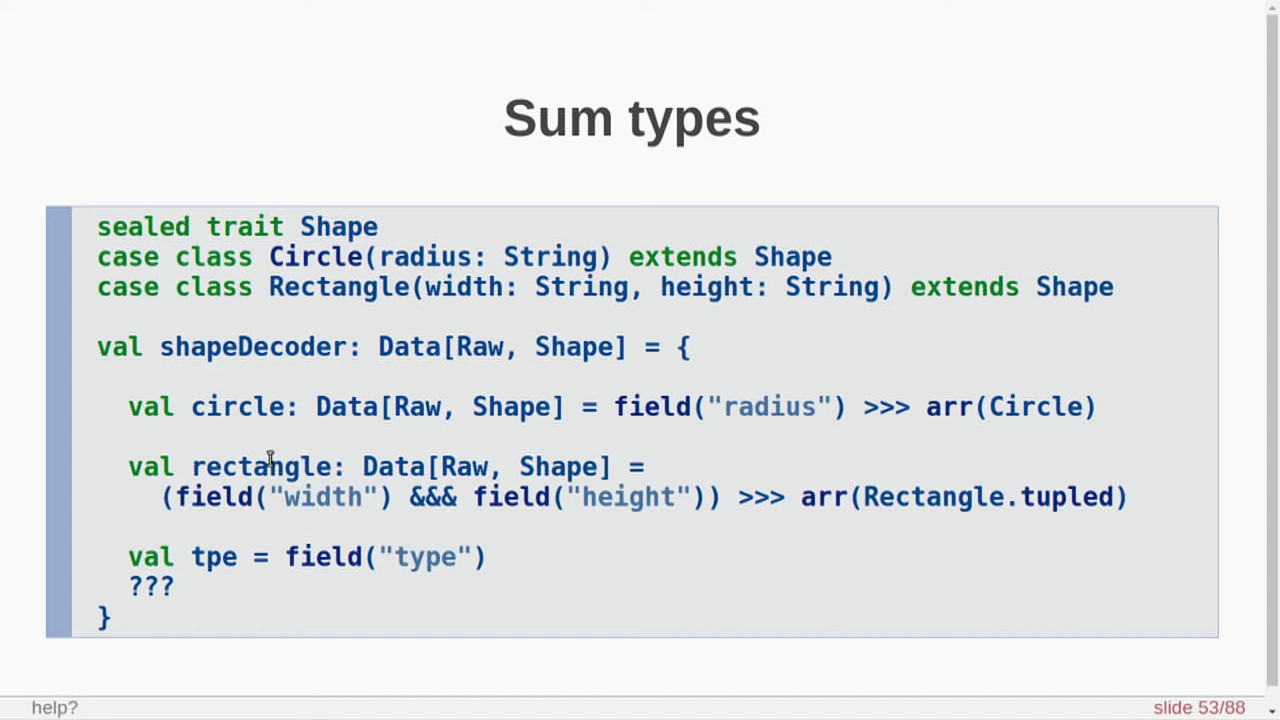 Sum types
sealed trait Shape
case class Circle(radius: String) extends Shape
case class Rectangle(width: String, height: String) extends Shape
val shapeDecoder: Data[Raw, Shape] = {
val circle: Data[Raw, Shape] = field("radius") >>> arr(Circle)
val rectangle: Data[Raw, Shape] =
(field("width") &&& field("height")) >>> arr(Rectangle.tupled)
val tpe = field("type")
???
}
help?
slide 53/88